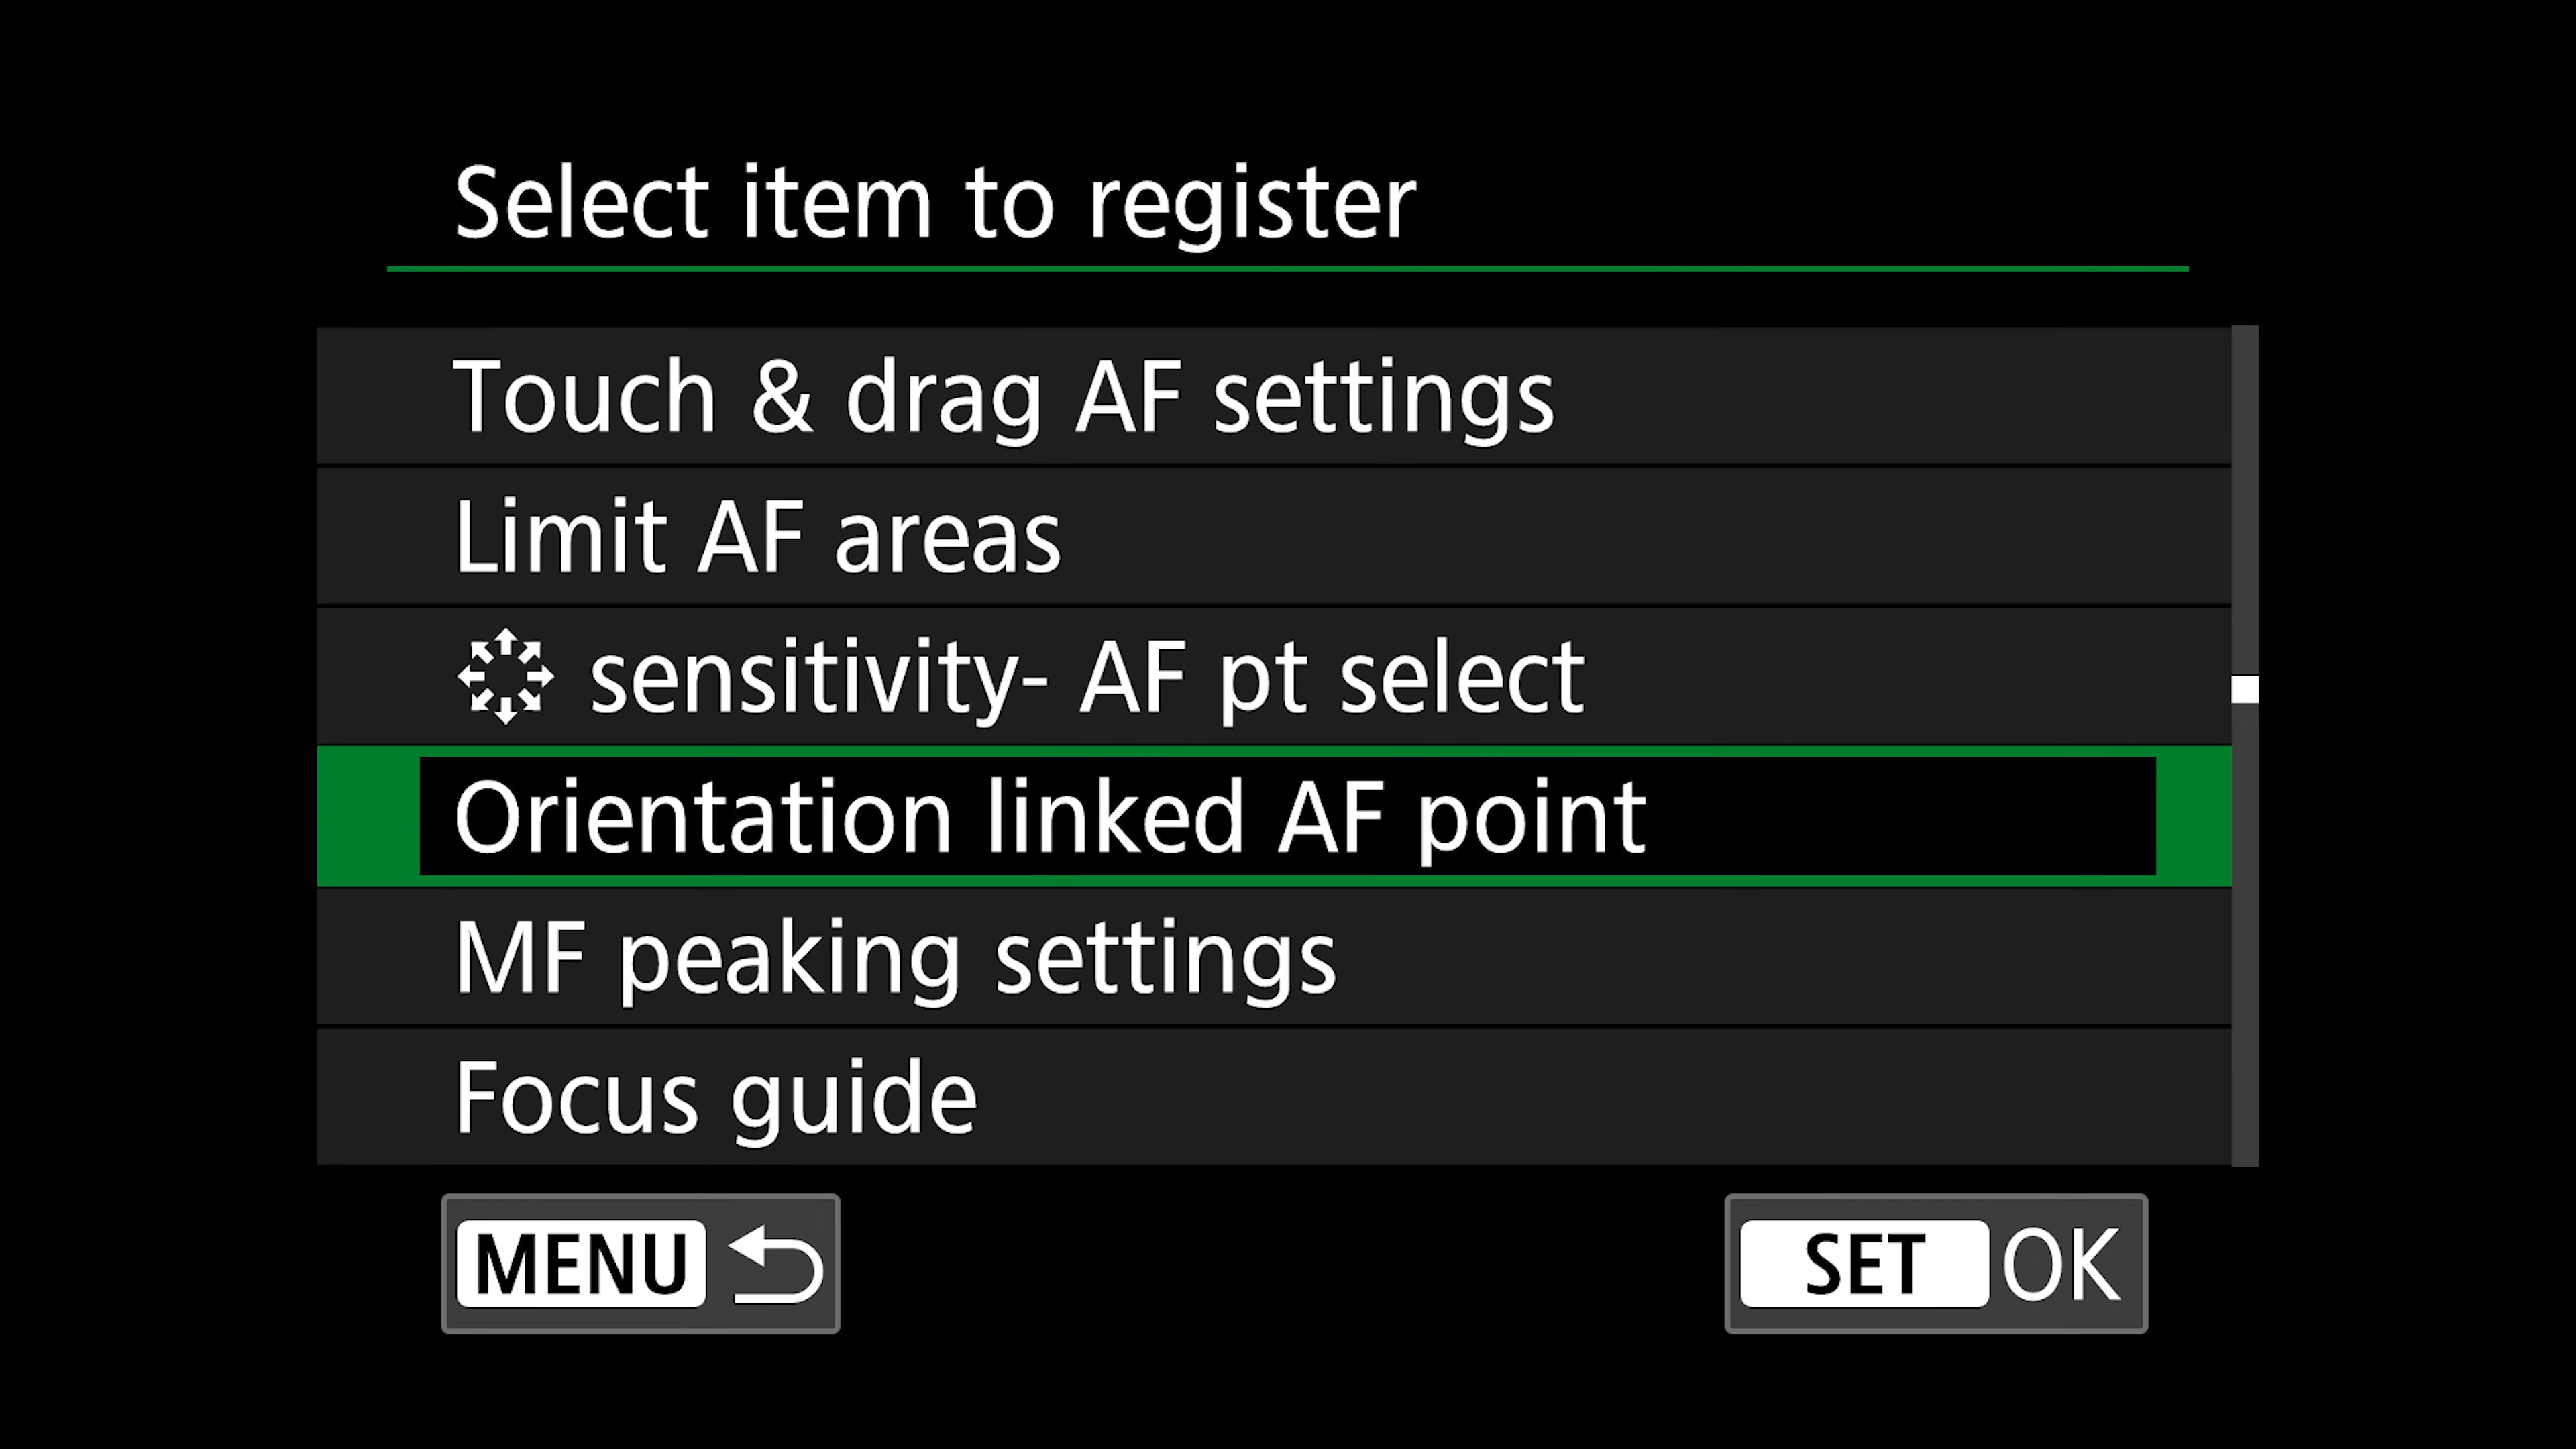 Select item to register
Touch & drag AF settings
Limit AF areas
sensitivity- AF pt select
Orientation linked AF point
MF peaking settings
Focus guide
MENU
SET OK